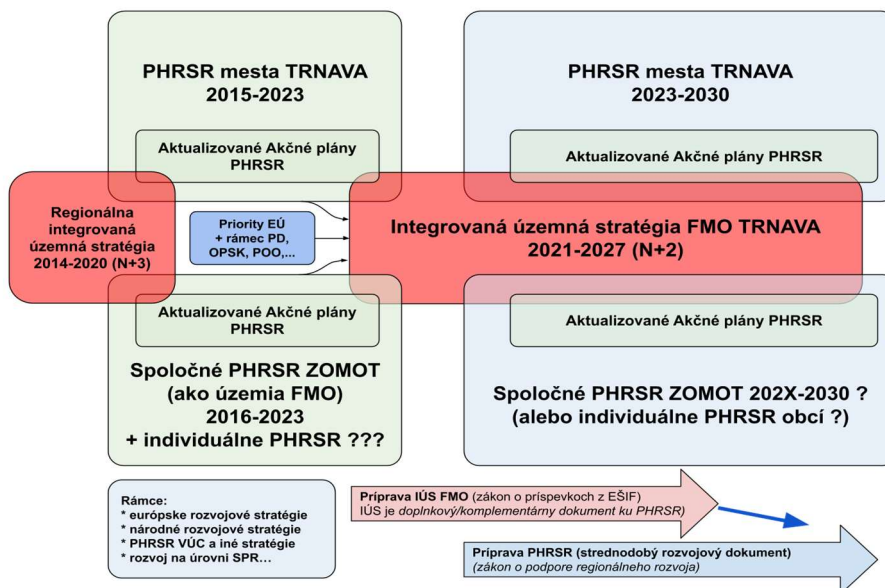 PHRSR mesta TRNAVA
2015-2023
Aktualizované Akčné plány
PHRSR
PHRSR mesta TRNAVA
2023-2030
Aktualizované Akčné plány PHRSR
Regionálna
integrovaná
územná stratégia
2014-2020 (N+3)
Priority EÚ
+ rámec PD,
OPSK, POO,...
Integrovaná územná stratégia FMO TRNAVA
2021-2027 (N+2)
Aktualizované Akčné plány
PHRSR
Spoločné PHRSR ZOMOT
(ako územia FMO)
2016-2023
+ individuálne PHRSR ???
Aktualizované Akčné plány PHRSR
Spoločné PHRSR ZOMOT 202X-2030 ?
(alebo individuálne PHRSR obcí ?)
Rámce:
* európske rozvojové stratégie
* národné rozvojové stratégie
* PHRSR VÚC a iné stratégie
* rozvoj na úrovni SPR...
Príprava IÚS FMO (zákon o príspevkoch z EŠIF)
IÚS je doplnkový/komplementárny dokument ku PHRSR)
Príprava PHRSR (strednodobý rozvojový dokument)
(zákon o podpore regionálneho rozvoja)